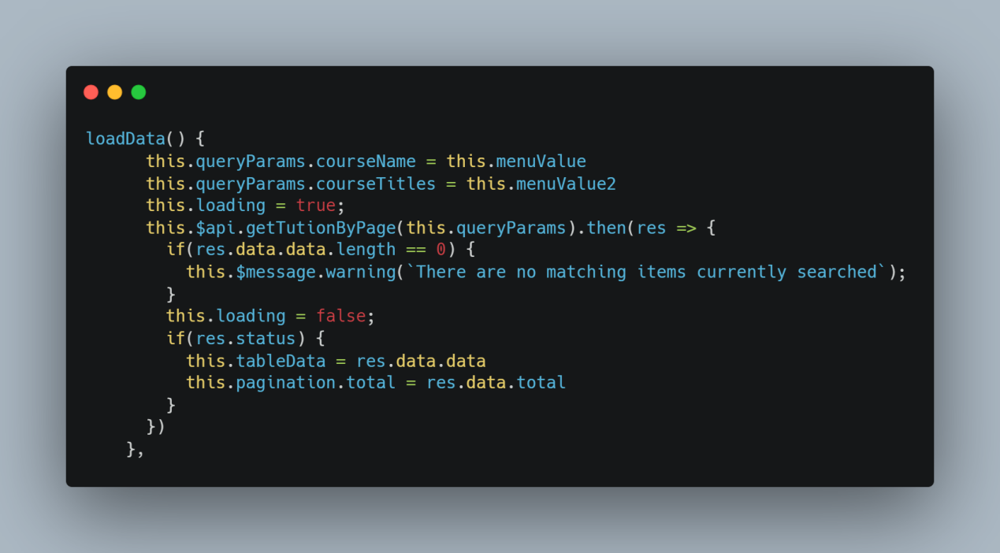 loadData() {
this.queryParams.courseName = this.menuValue
this.queryParams.courseTitles = this.menuValue2
this.loading = true;
this.$api.getTutionByPage(this.queryParams).then(res => {
if(res.data.data.length == 0) {
this.$message.warning(`There are no matching items currently searched`);
}
this.loading = false;
if(res.status) {
this.tableData = res.data.data
this.pagination.total = res.data.total
}
})
},